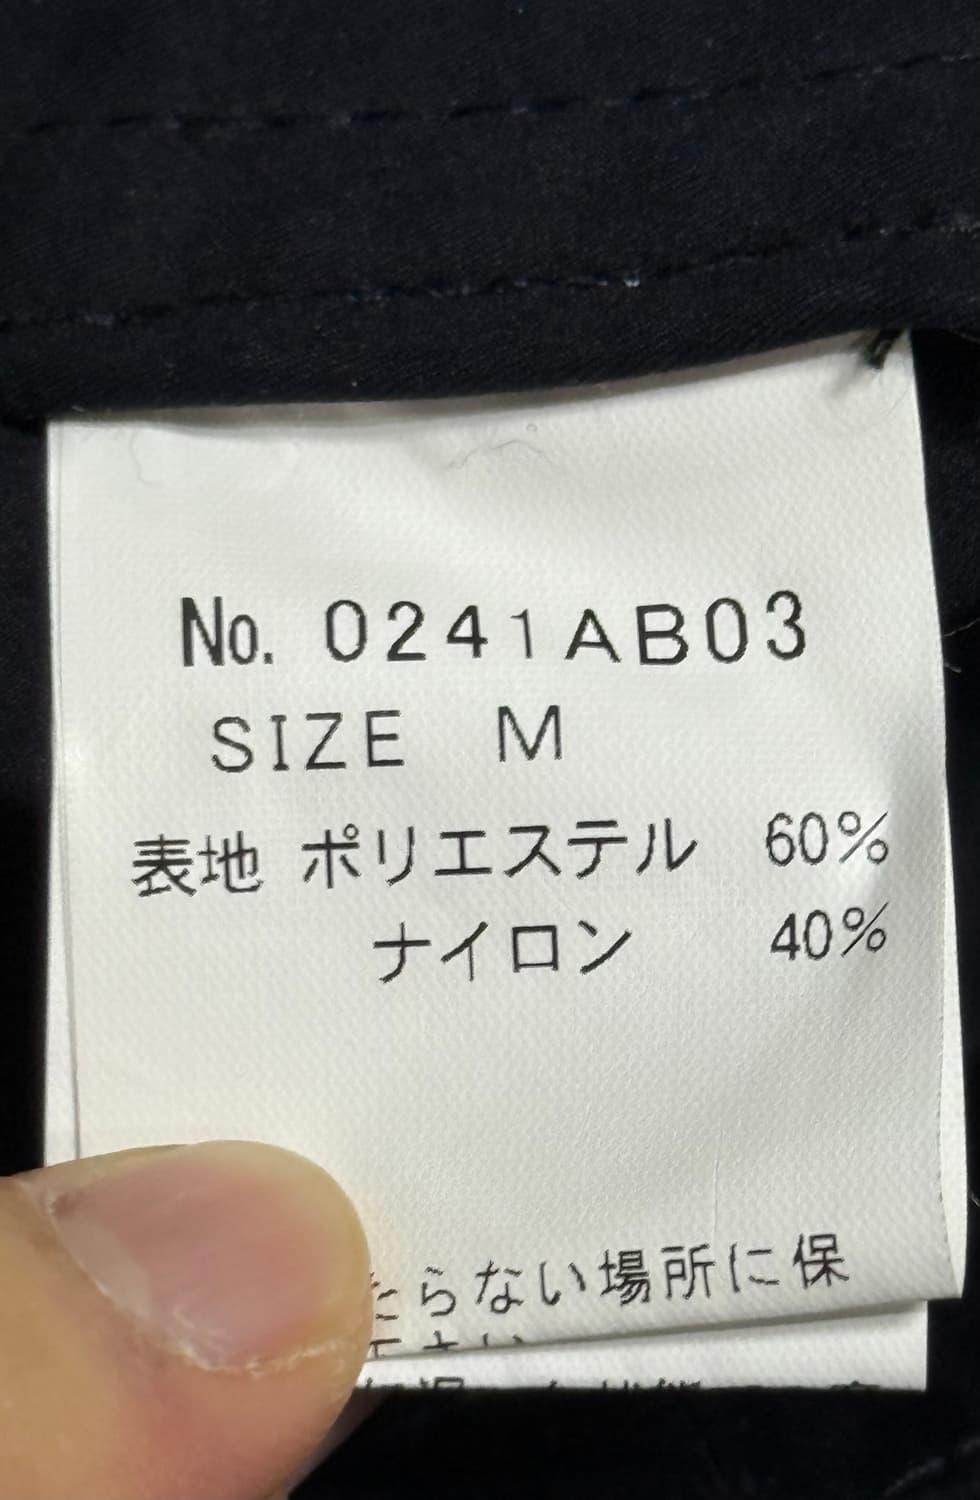 No. 0241AB03
SIZE M
表地 ポリエステル 60%
ナイロン 40%
たらない場所に保